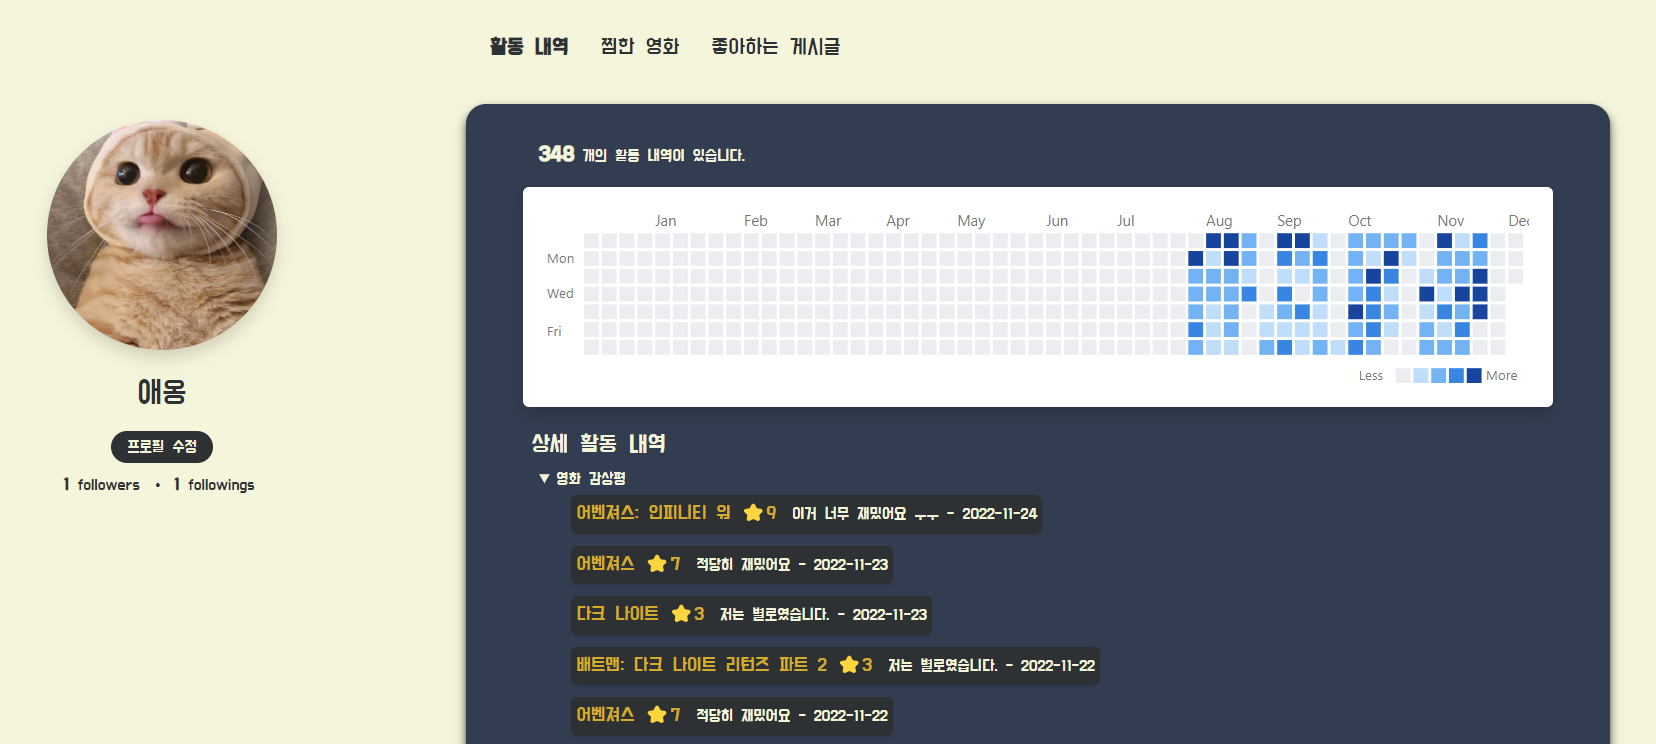 활동 내역 찜한 영화 좋아하는 게시글
348 개의 활동 내역이 있습니다.
Jan Feb Mar Apr May Jun Jul Aug Sep Oct Nov Dec
Mon
Wed
Fri
Less More
애옹
프로필 수정
1 followers • 1 followings
상세 활동 내역
▼ 영화 감상평
어벤져스: 인피니티 워 ⭐9 이거 너무 재밌어요 ㅜㅜ - 2022-11-24
어벤져스 ⭐7 적당히 재밌어요 - 2022-11-23
다크 나이트 ⭐3 저는 별로였습니다. - 2022-11-23
배트맨: 다크 나이트 리턴즈 파트 2 ⭐3 저는 별로였습니다. - 2022-11-22
어벤져스 ⭐7 적당히 재밌어요 - 2022-11-22